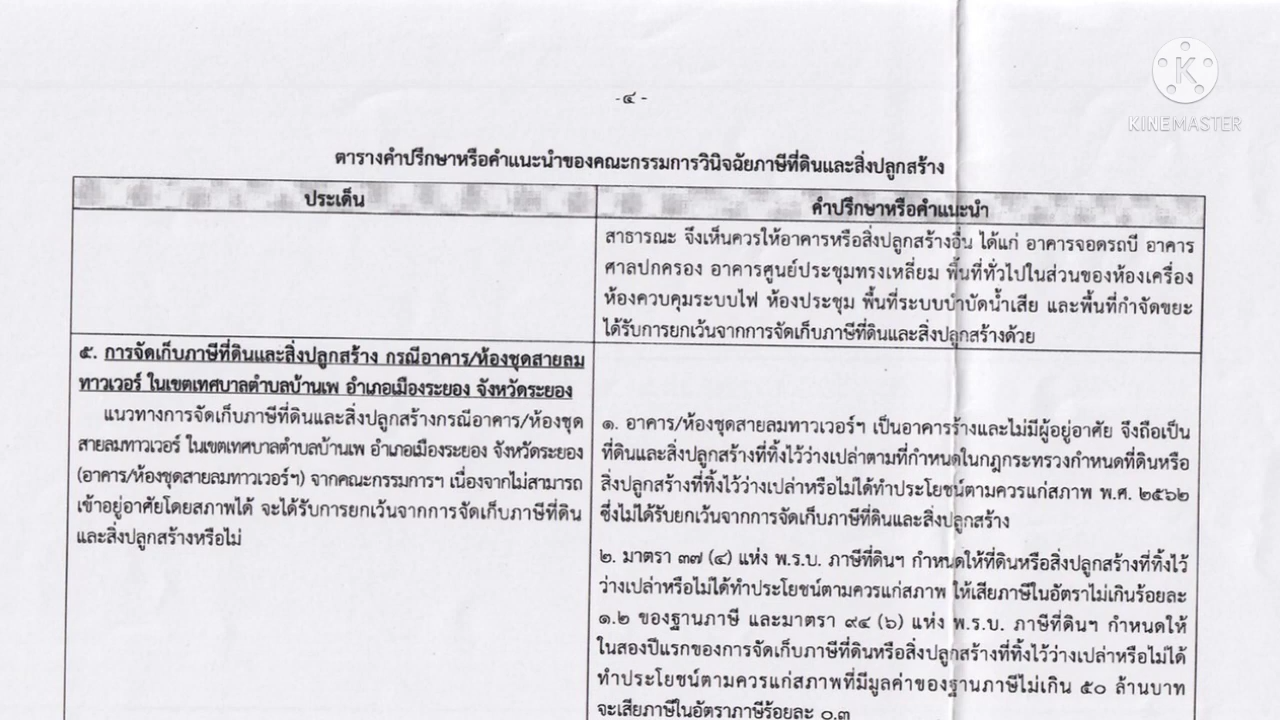 -๔-
ตารางคำปรึกษาหรือคำแนะนำของคณะกรรมการวินิจฉัยภาษีที่ดินและสิ่งปลูกสร้าง
ประเด็น
คำปรึกษาหรือคำแนะนำ
สาธารณะ จึงเห็นควรให้อาคารหรือสิ่งปลูกสร้างอื่น ได้แก่ อาคารจอดรถบี อาคาร
ศาลปกครอง อาคารศูนย์ประชุมทรงเหลี่ยม พื้นที่ทั่วไปในส่วนของห้องเครื่อง
ห้องควบคุมระบบไฟ ห้องประชุม พื้นที่ระบบบำบัดน้ำเสีย และพื้นที่กำจัดขยะ
ได้รับการยกเว้นจากการจัดเก็บภาษีที่ดินและสิ่งปลูกสร้างด้วย
๕. การจัดเก็บภาษีที่ดินและสิ่งปลูกสร้าง กรณีอาคาร/ห้องชุดสายลม
ทาวเวอร์ ในเขตเทศบาลตำบลบ้านเพ อำเภอเมืองระยอง จังหวัดระยอง
แนวทางการจัดเก็บภาษีที่ดินและสิ่งปลูกสร้างกรณีอาคาร/ห้องชุด
สายลมทาวเวอร์ ในเขตเทศบาลตำบลบ้านเพ อำเภอเมืองระยอง จังหวัดระยอง
(อาคาร/ห้องชุดสายลมทาวเวอร์ฯ) จากคณะกรรมการฯ เนื่องจากไม่สามารถ
เข้าอยู่อาศัยโดยสภาพได้ จะได้รับการยกเว้นจากการจัดเก็บภาษีที่ดิน
และสิ่งปลูกสร้างหรือไม่
๑. อาคาร/ห้องชุดสายลมทาวเวอร์ฯ เป็นอาคารร้างและไม่มีผู้อยู่อาศัย จึงถือเป็น
ที่ดินและสิ่งปลูกสร้างที่ทิ้งไว้ว่างเปล่าตามที่กำหนดในกฎกระทรวงกำหนดที่ดินหรือ
สิ่งปลูกสร้างที่ทิ้งไว้ว่างเปล่าหรือไม่ได้ทำประโยชน์ตามควรแก่สภาพ พ.ศ. ๒๕๖๒
ซึ่งไม่ได้รับยกเว้นจากการจัดเก็บภาษีที่ดินและสิ่งปลูกสร้าง
๒. มาตรา ๓๗ (๔) แห่ง พ.ร.บ. ภาษีที่ดินฯ กำหนดให้ที่ดินหรือสิ่งปลูกสร้างที่ทิ้งไว้
ว่างเปล่าหรือไม่ได้ทำประโยชน์ตามควรแก่สภาพ ให้เสียภาษีในอัตราไม่เกินร้อยละ
๑.๒ ของฐานภาษี และมาตรา ๙๔ (๖) แห่ง พ.ร.บ. ภาษีที่ดินฯ กำหนดให้
ในสองปีแรกของการจัดเก็บภาษีที่ดินหรือสิ่งปลูกสร้างที่ทิ้งไว้ว่างเปล่าหรือไม่ได้
ทำประโยชน์ตามควรแก่สภาพที่มีมูลค่าของฐานภาษีไม่เกิน ๕๐ ล้านบาท
จะเสียภาษีในอัตราภาษีร้อยละ ๐.๓
K
KINEMASTER